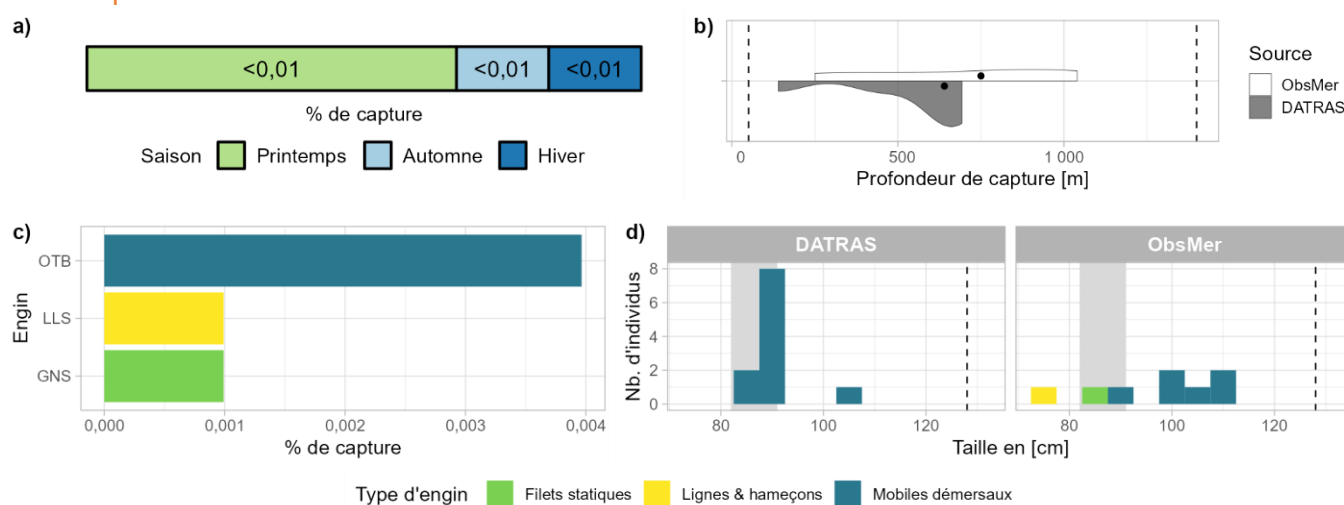 a)
<0,01 <0,01 <0,01
% de capture
Saison Printemps Automne Hiver
b)
0 500 1 000
Profondeur de capture [m]
Source
ObsMer
DATRAS
c)
Engin
OTB
LLS
GNS
0,000 0,001 0,002 0,003 0,004
% de capture
d)
DATRAS ObsMer
Nb. d'individus
8
6
4
2
0
80 100 120 80 100 120
Taille en [cm]
Type d'engin Filets statiques Lignes & hameçons Mobiles démersaux